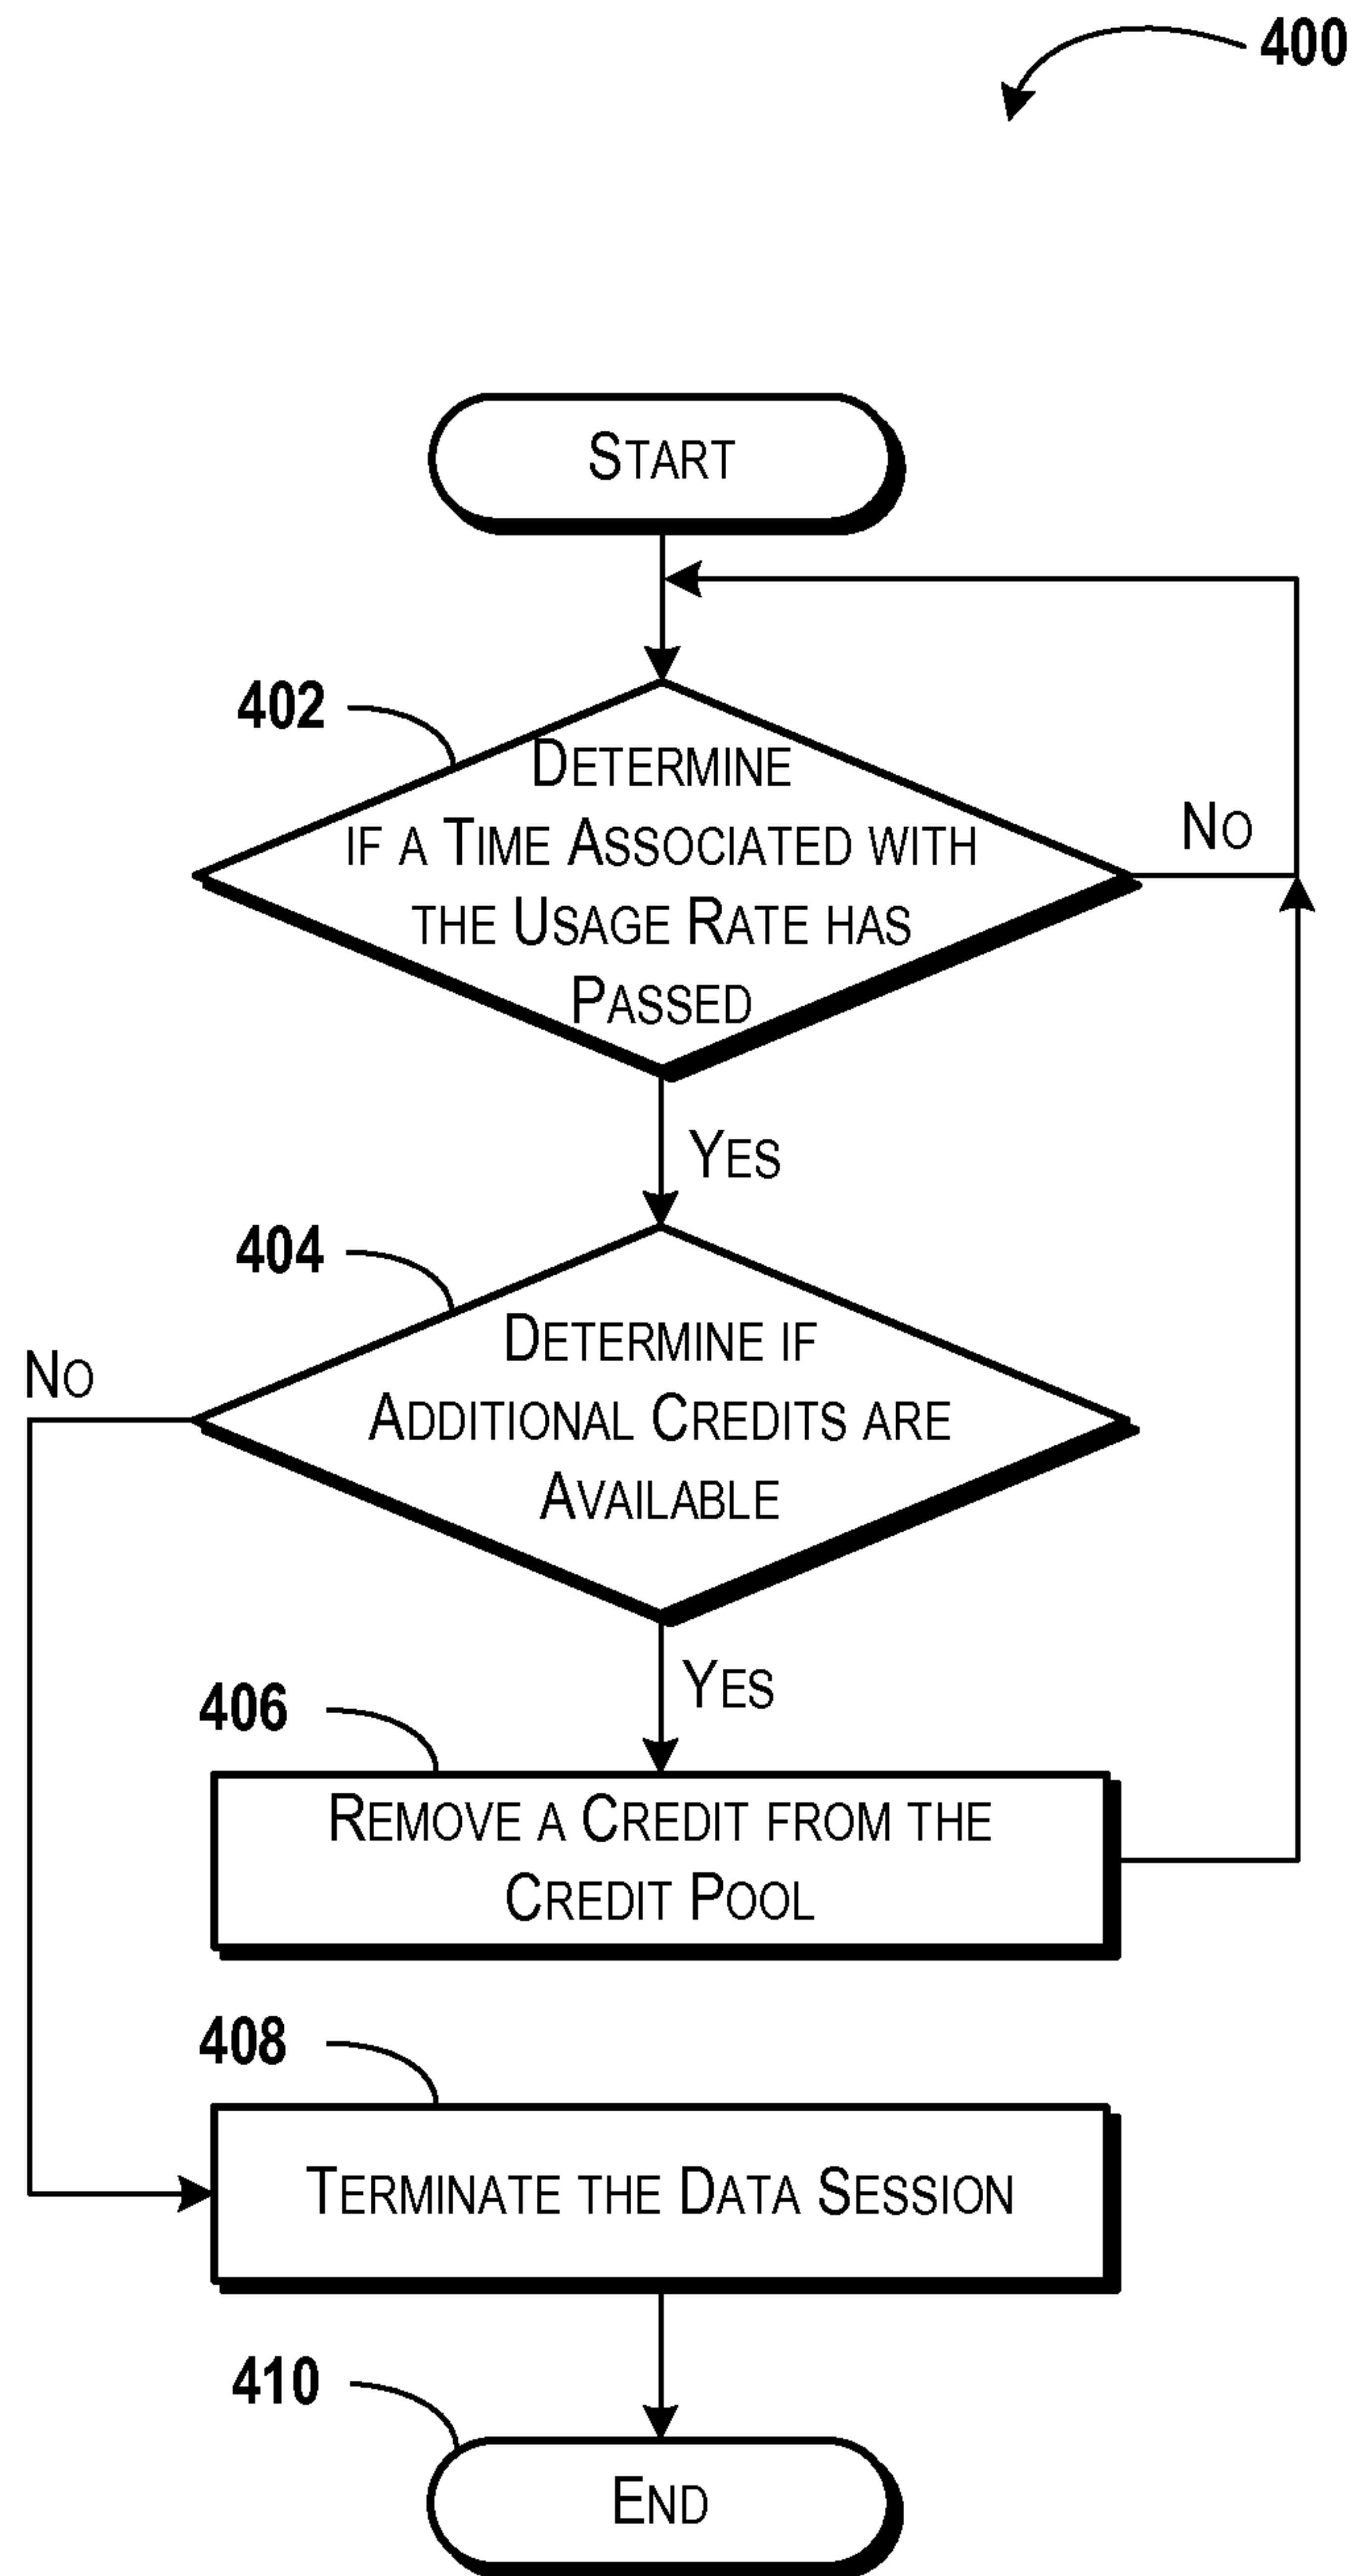 400
Start
402
Determine
if a Time Associated with
the Usage Rate has
Passed
No
Yes
404
Determine if
Additional Credits are
Available
No
Yes
406
Remove a Credit from the
Credit Pool
408
Terminate the Data Session
410
End